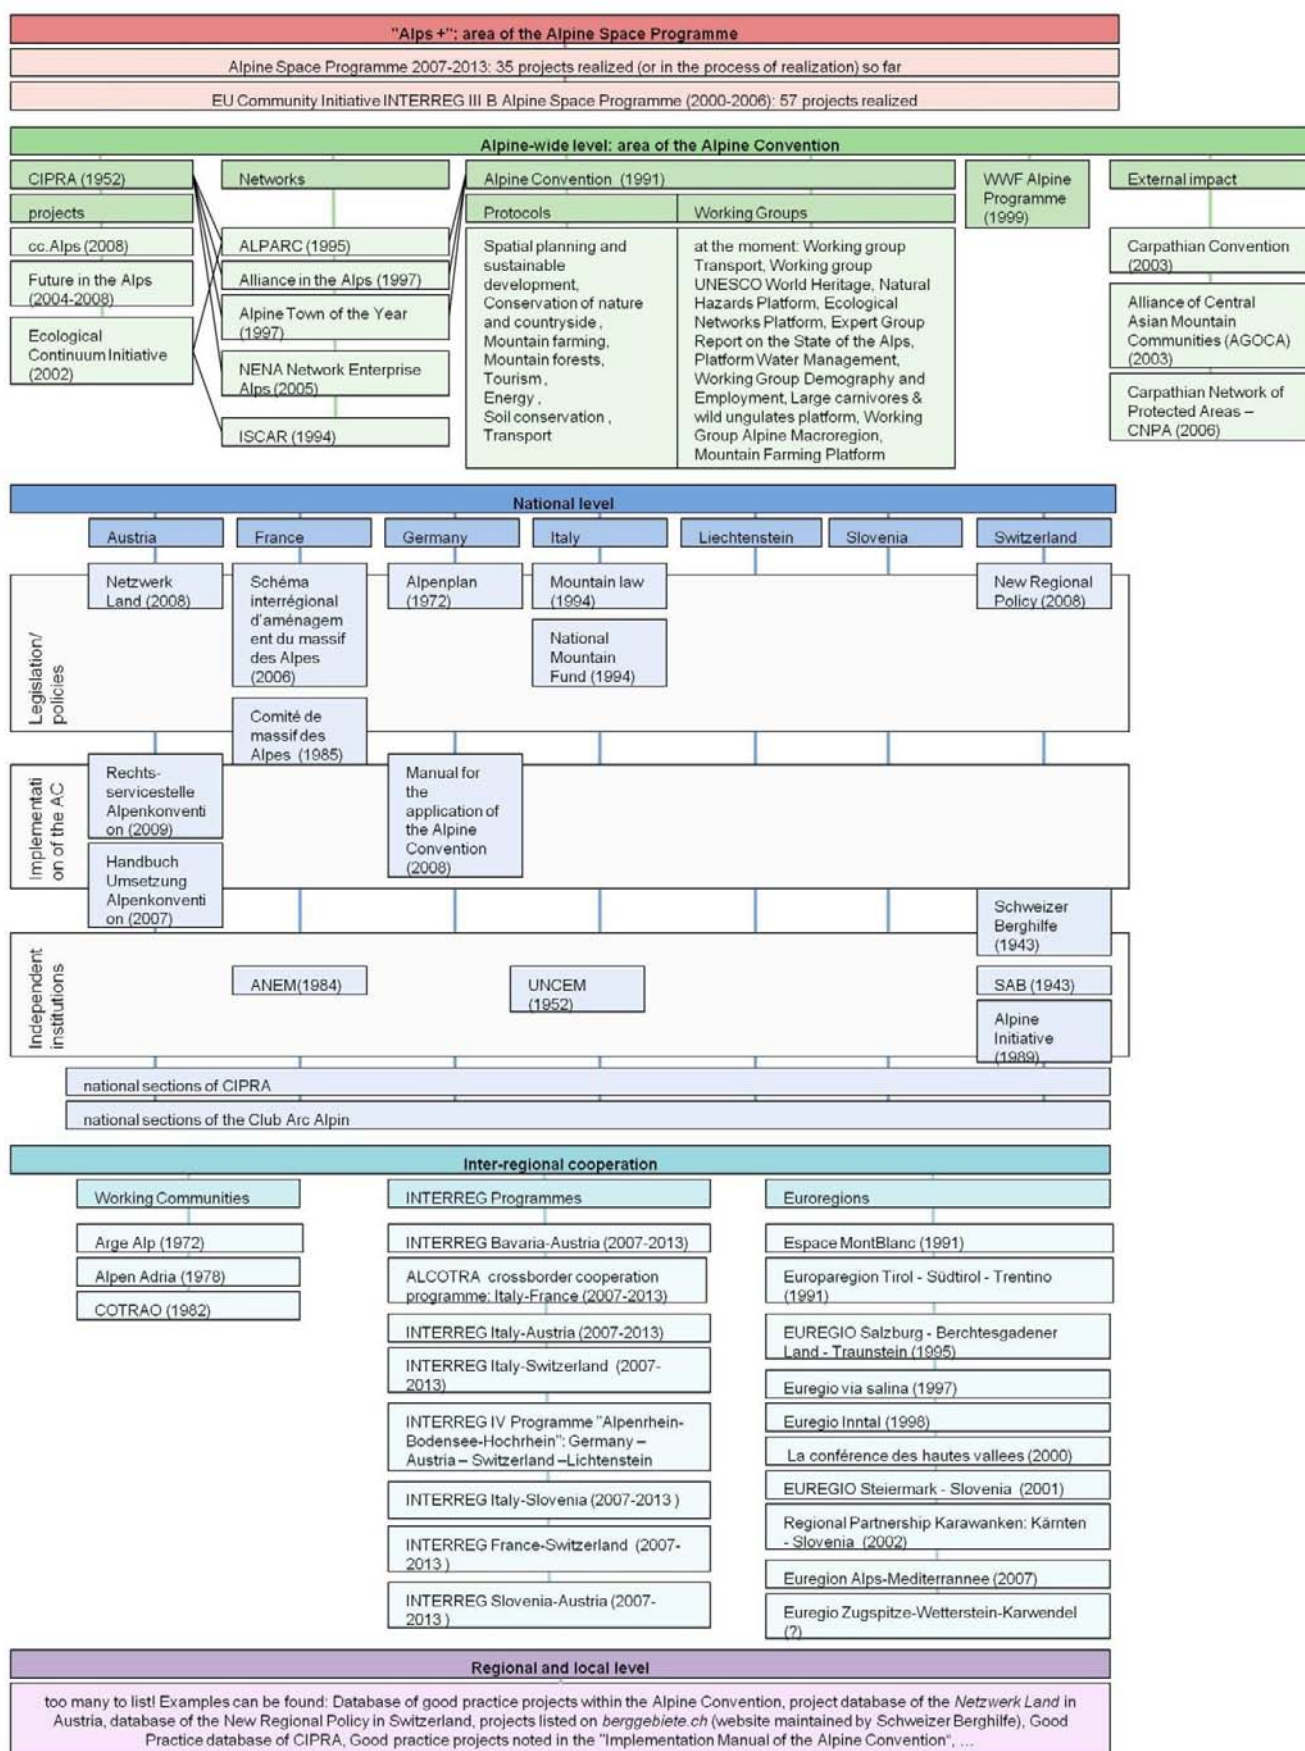 "Alps +": area of the Alpine Space Programme
Alpine Space Programme 2007-2013: 35 projects realized (or in the process of realization) so far
EU Community Initiative INTERREG III B Alpine Space Programme (2000-2006): 57 projects realized
Alpine-wide level: area of the Alpine Convention
CIPRA (1952)
projects
cc.Alps (2008)
Future in the Alps
(2004-2008)
Ecological
Continuum Initiative
(2002)
Networks
ALPARC (1995)
Alliance in the Alps (1997)
Alpine Town of the Year
(1997)
NENA Network Enterprise
Alps (2005)
ISCAR (1994)
Alpine Convention (1991)
Protocols
Spatial planning and
sustainable
development,
Conservation of nature
and countryside ,
Mountain farming,
Mountain forests,
Tourism ,
Energy ,
Soil conservation ,
Transport
Working Groups
at the moment: Working group
Transport, Working group
UNESCO World Heritage, Natural
Hazards Platform, Ecological
Networks Platform, Expert Group
Report on the State of the Alps,
Platform Water Management,
Working Group Demography and
Employment, Large carnivores &
wild ungulates platform, Working
Group Alpine Macroregion,
Mountain Farming Platform
WWF Alpine
Programme
(1999)
External impact
Carpathian Convention
(2003)
Alliance of Central
Asian Mountain
Communities (AGOCA)
(2003)
Carpathian Network of
Protected Areas –
CNPA (2006)
National level
Austria
France
Germany
Italy
Liechtenstein
Slovenia
Switzerland
Legislation/
policies
Netzwerk
Land (2008)
Schéma
interrégional
d'aménagem
ent du massif
des Alpes
(2006)
Comité de
massif des
Alpes (1985)
Alpenplan
(1972)
Mountain law
(1994)
National
Mountain
Fund (1994)
New Regional
Policy (2008)
Implementati
on of the AC
Rechts-
servicestelle
Alpenkonventi
on (2009)
Handbuch
Umsetzung
Alpenkonventi
on (2007)
Manual for
the
application of
the Alpine
Convention
(2008)
Independent
institutions
ANEM(1984)
UNCEM
(1952)
Schweizer
Berghilfe
(1943)
SAB (1943)
Alpine
Initiative
(1989)
national sections of CIPRA
national sections of the Club Arc Alpin
Inter-regional cooperation
Working Communities
Arge Alp (1972)
Alpen Adria (1978)
COTRAO (1982)
INTERREG Programmes
INTERREG Bavaria-Austria (2007-2013)
ALCOTRA crossborder cooperation
programme: Italy-France (2007-2013)
INTERREG Italy-Austria (2007-2013)
INTERREG Italy-Switzerland (2007-
2013)
INTERREG IV Programme "Alpenrhein-
Bodensee-Hochrhein": Germany –
Austria – Switzerland –Lichtenstein
INTERREG Italy-Slovenia (2007-2013 )
INTERREG France-Switzerland (2007-
2013 )
INTERREG Slovenia-Austria (2007-
2013 )
Euroregions
Espace MontBlanc (1991)
Europaregion Tirol - Südtirol - Trentino
(1991)
EUREGIO Salzburg - Berchtesgadener
Land - Traunstein (1995)
Euregio via salina (1997)
Euregio Inntal (1998)
La conférence des hautes vallees (2000)
EUREGIO Steiermark - Slovenia (2001)
Regional Partnership Karawanken: Kärnten
- Slovenia (2002)
Euregion Alps-Mediterrannee (2007)
Euregio Zugspitze-Wetterstein-Karwendel
(?)
Regional and local level
too many to list! Examples can be found: Database of good practice projects within the Alpine Convention, project database of the Netzwerk Land in
Austria, database of the New Regional Policy in Switzerland, projects listed on berggebiete.ch (website maintained by Schweizer Berghilfe), Good
Practice database of CIPRA, Good practice projects noted in the "Implementation Manual of the Alpine Convention", ...